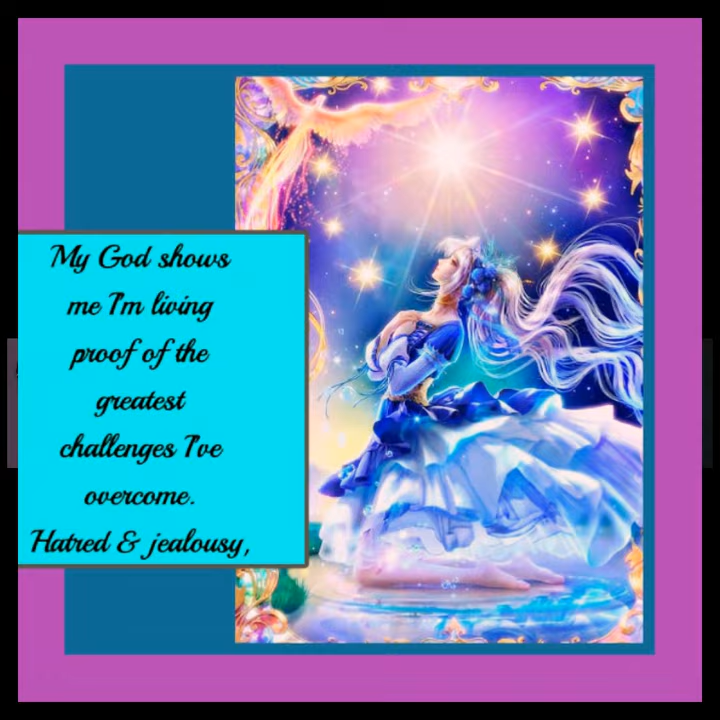 My God shows
me I'm living
proof of the
greatest
challenges I've
overcome.
Hatred & jealousy,